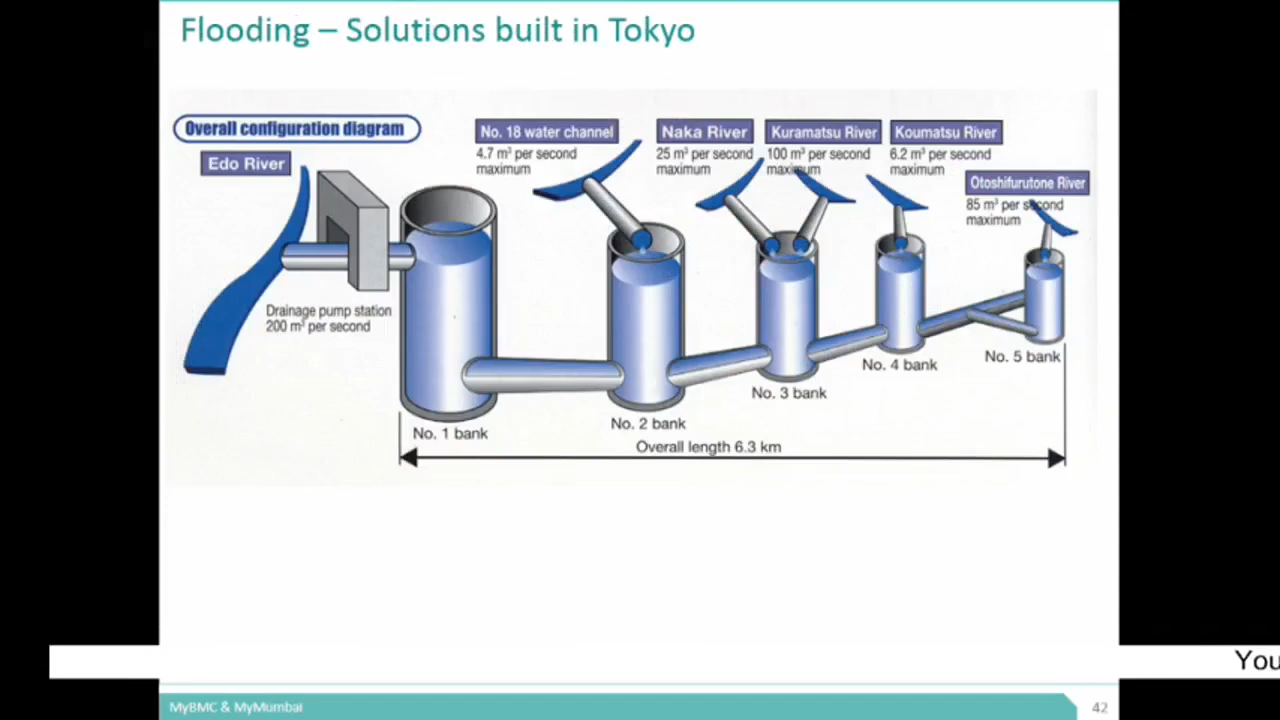 Flooding – Solutions built in Tokyo
Overall configuration diagram
Edo River
No. 18 water channel
4.7 m³ per second
maximum
Naka River
25 m³ per second
maximum
Kuramatsu River
100 m³ per second
maximum
Koumatsu River
6.2 m³ per second
maximum
Otoshifurutone River
85 m³ per second
maximum
Drainage pump station
200 m³ per second
No. 1 bank
No. 2 bank
No. 3 bank
No. 4 bank
No. 5 bank
Overall length 6.3 km
You
MyBMC & MyMumbai
42